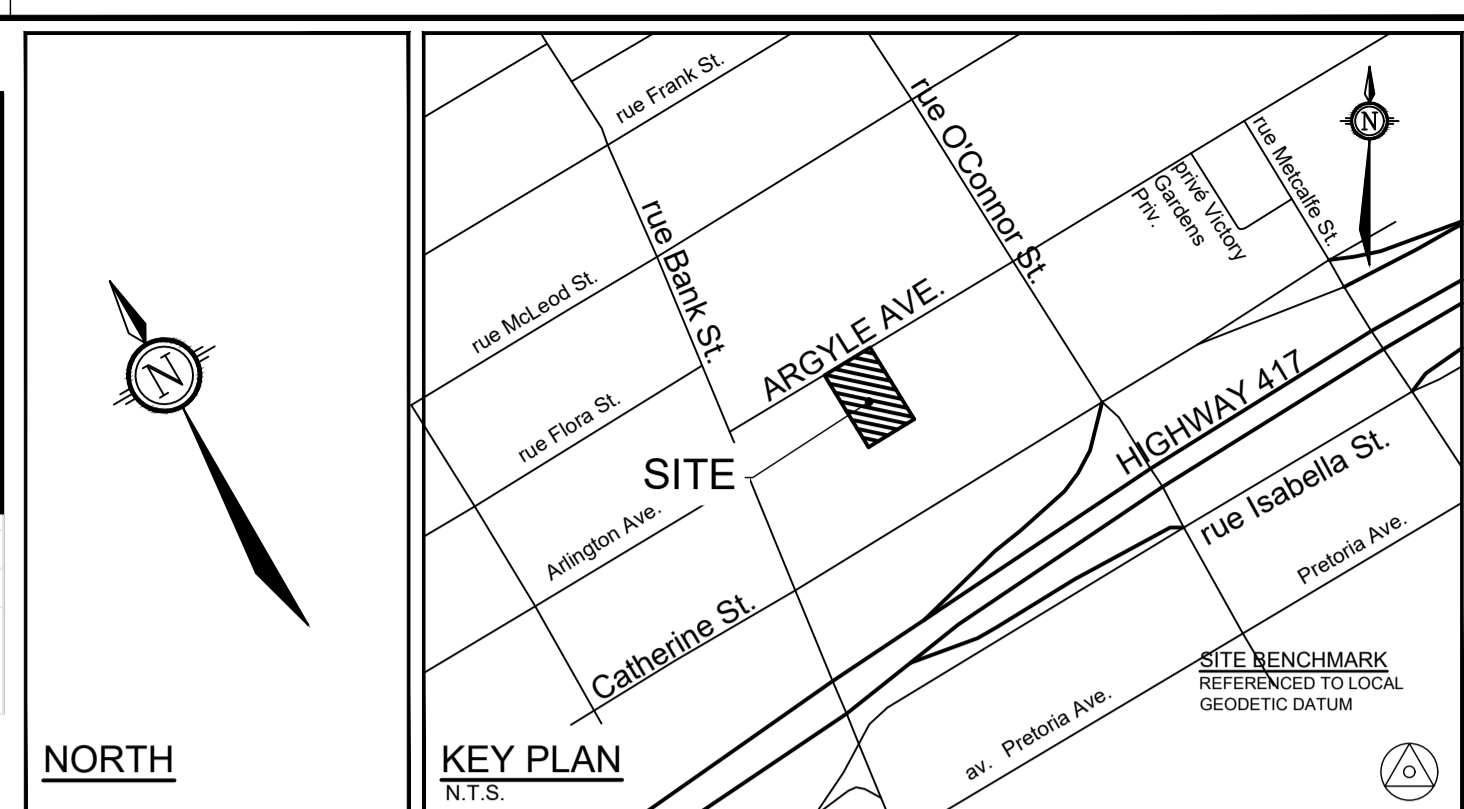 N
NORTH
rue Frank St.
rue O'Connor St.
N
rue Metcalfe St.
privé Victory
Gardens
Priv.
rue Bank St.
rue McLeod St.
ARGYLE AVE.
rue Flora St.
HIGHWAY 417
SITE
rue Isabella St.
Arlington Ave.
Pretoria Ave.
Catherine St.
av. Pretoria Ave.
SITE BENCHMARK
REFERENCED TO LOCAL
GEODETIC DATUM
KEY PLAN
N.T.S.